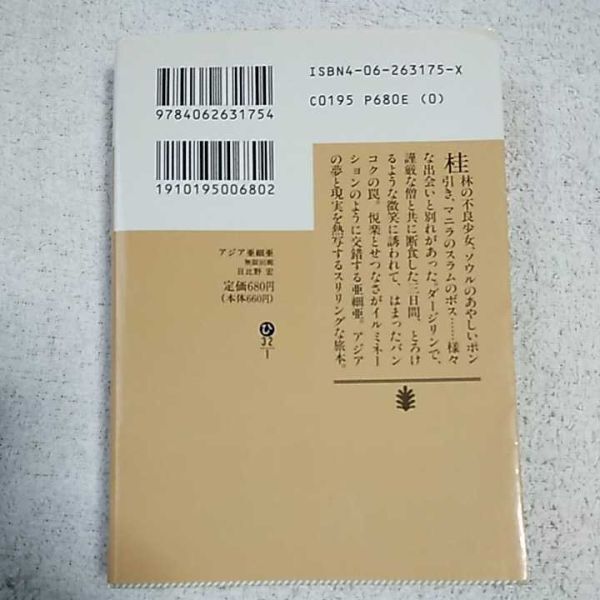 ISBN4-06-263175-X
C0195 P680E (0)
9784062631754
1910195006802
桂林の不良少女、ソウルのあやしいポン
引き、マニラのスラムのボス……様々
な出会いと別れがあった。ダージリンで、
謹厳な僧と共に断食した三日間、とろけ
るような微笑に誘われて、はまったバン
コクの罠。悦楽とせつなさがイルミネー
ションのように交錯する亜細亜。アジア
の夢と現実を熱写するスリリングな旅本。
アジア亜細亜
無限回廊
日比野 宏
定価680円
(本体660円)
ひ
32
1